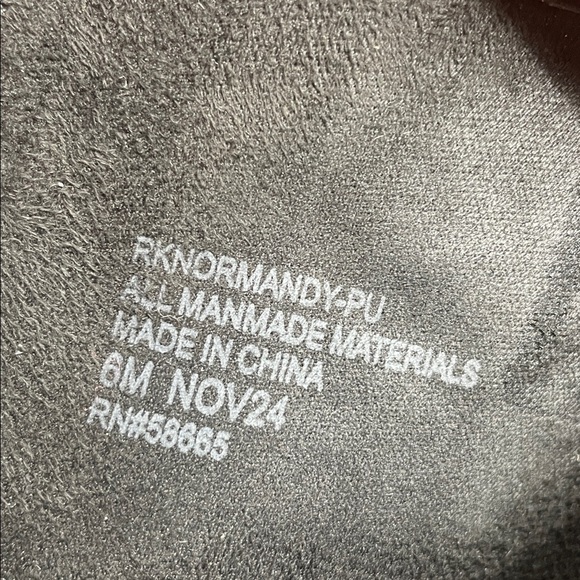 RKNORMANDY-PU
ALL MANMADE MATERIALS
MADE IN CHINA
6M NOV24
RN#58665